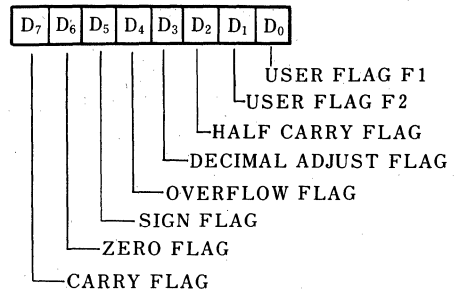 D7 D6 D5 D4 D3 D2 D1 D0
USER FLAG F1
USER FLAG F2
HALF CARRY FLAG
DECIMAL ADJUST FLAG
OVERFLOW FLAG
SIGN FLAG
ZERO FLAG
CARRY FLAG